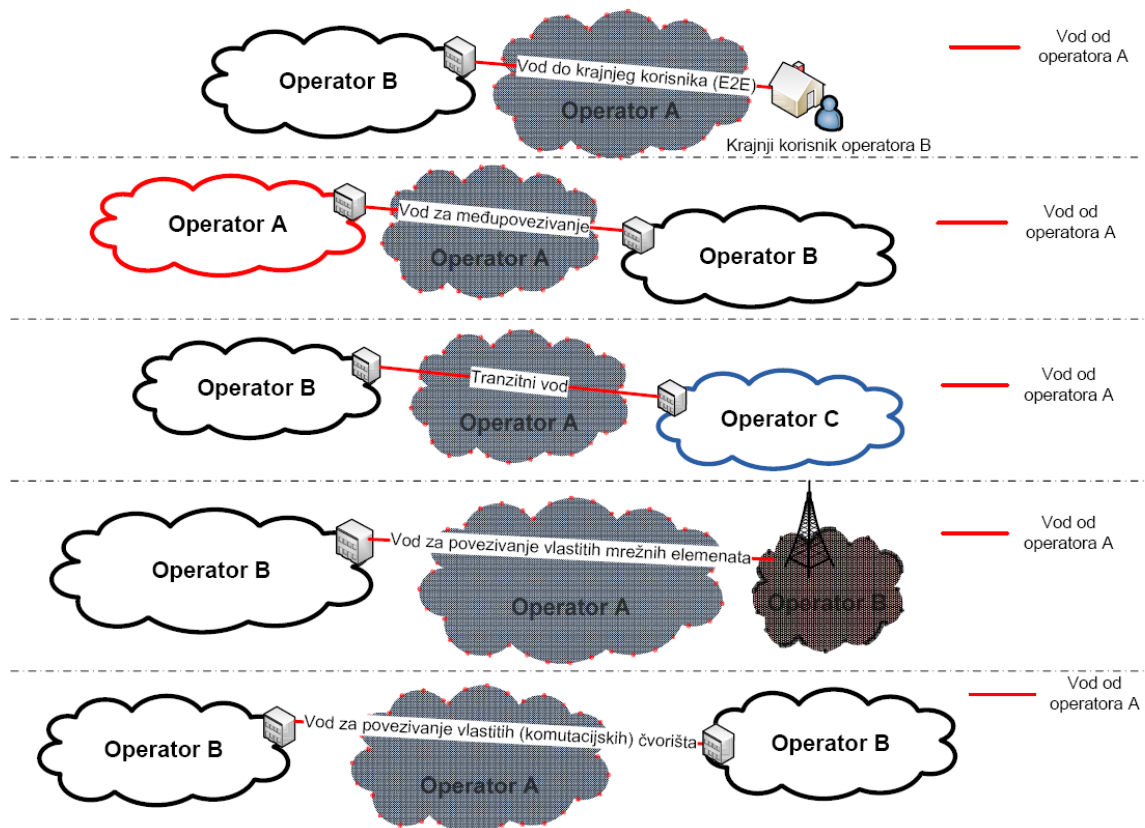 Operator B
Vod do krajnjeg korisnika (E2E)
Operator A
Krajnji korisnik operatora B
Vod od
operatora A
Operator A
Vod za međupovezivanje
Operator A
Operator B
Vod od
operatora A
Operator B
Tranzitni vod
Operator A
Operator C
Vod od
operatora A
Operator B
Vod za povezivanje vlastitih mrežnih elemenata
Operator A
Operator B
Vod od
operatora A
Operator B
Vod za povezivanje vlastitih (komutacijskih) čvorišta
Operator A
Operator B
Vod od
operatora A